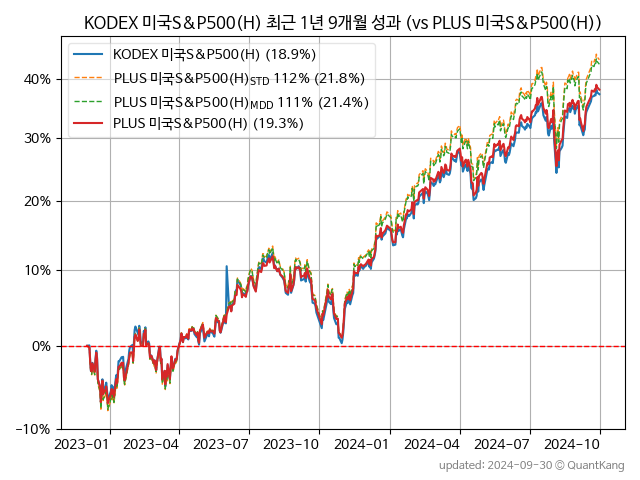 KODEX 미국S&P500(H) 최근 1년 9개월 성과 (vs PLUS 미국S&P500(H))
KODEX 미국S&P500(H) (18.9%)
PLUS 미국S&P500(H)STD 112% (21.8%)
PLUS 미국S&P500(H)MDD 111% (21.4%)
PLUS 미국S&P500(H) (19.3%)
40%
30%
20%
10%
0%
−10%
2023-01 2023-04 2023-07 2023-10 2024-01 2024-04 2024-07 2024-10
updated: 2024-09-30 © QuantKang